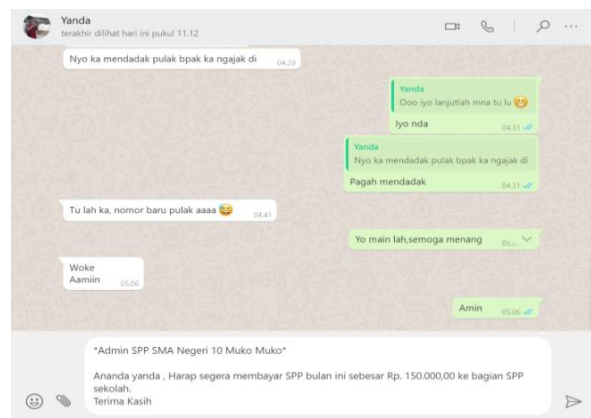 Yanda
terakhir dilihat hari ini pukul 11.12
Nyo ka mendadak pulak bpak ka ngajak di
04.29
Yanda
Ooo iyo lanjutlah mna tu lu 😁
Iyo nda
04.31
Yanda
Nyo ka mendadak pulak bpak ka ngajak di
Pagah mendadak
04.31
Tu lah ka, nomor baru pulak aaaa 😅
04.41
Yo main lah,semoga menang
05....
Woke
Aamiin
05.06
Amin
05.06
*Admin SPP SMA Negeri 10 Muko Muko*
Ananda yanda , Harap segera membayar SPP bulan ini sebesar Rp. 150.000,00 ke bagian SPP
sekolah.
Terima Kasih